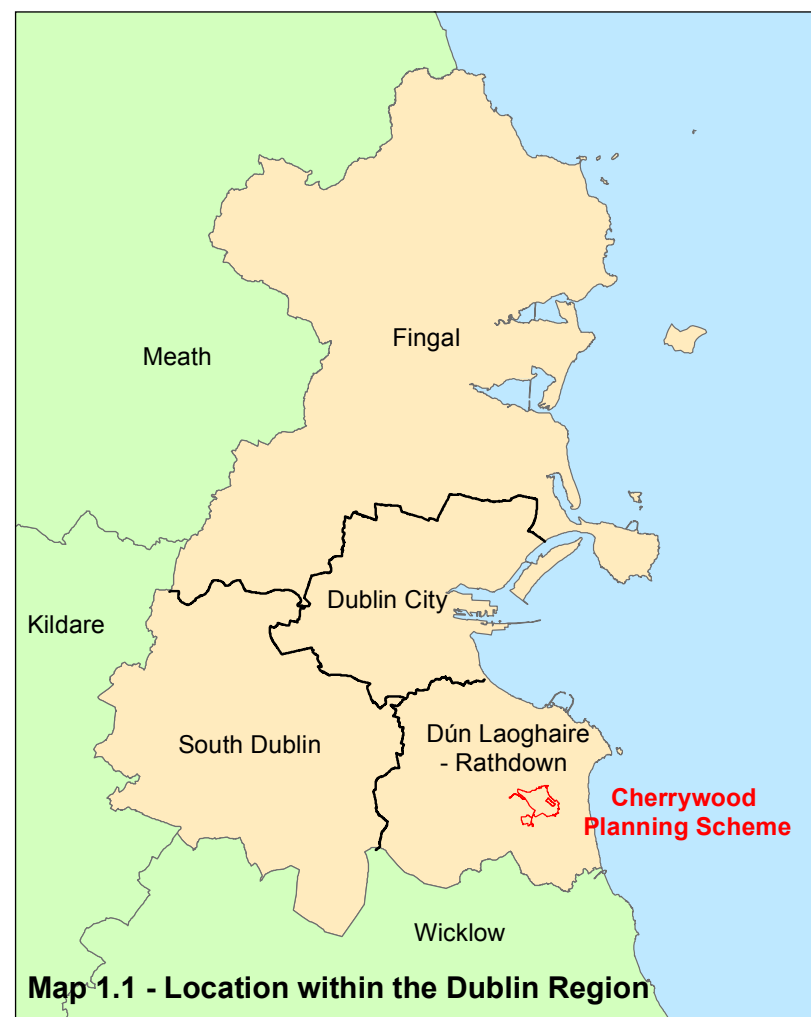 Fingal
Meath
Dublin City
Kildare
South Dublin
Dún Laoghaire
- Rathdown
Cherrywood
Planning Scheme
Wicklow
Map 1.1 - Location within the Dublin Region